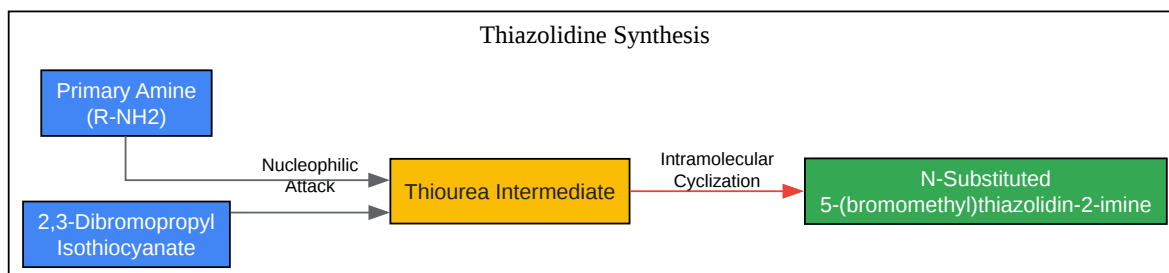 Thiazolidine Synthesis
Primary Amine
(R-NH2)
2,3-Dibromopropyl
Isothiocyanate
Nucleophilic
Attack
Thiourea Intermediate
Intramolecular
Cyclization
N-Substituted
5-(bromomethyl)thiazolidin-2-imine